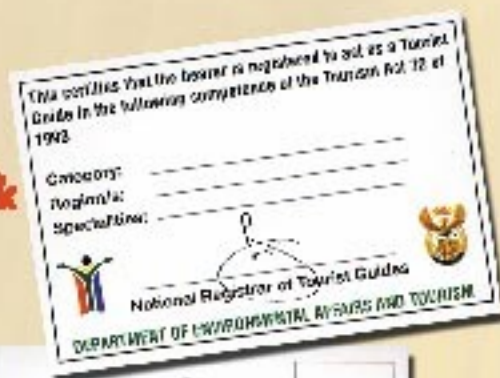 This certifies that the bearer is registered to act as a Tourist
Guide in the following competence of the Tourism Act 72 of
1993
Category:
Region/s:
Specialities:
National Registrar of Tourist Guides
DEPARTMENT OF ENVIRONMENTAL AFFAIRS AND TOURISM